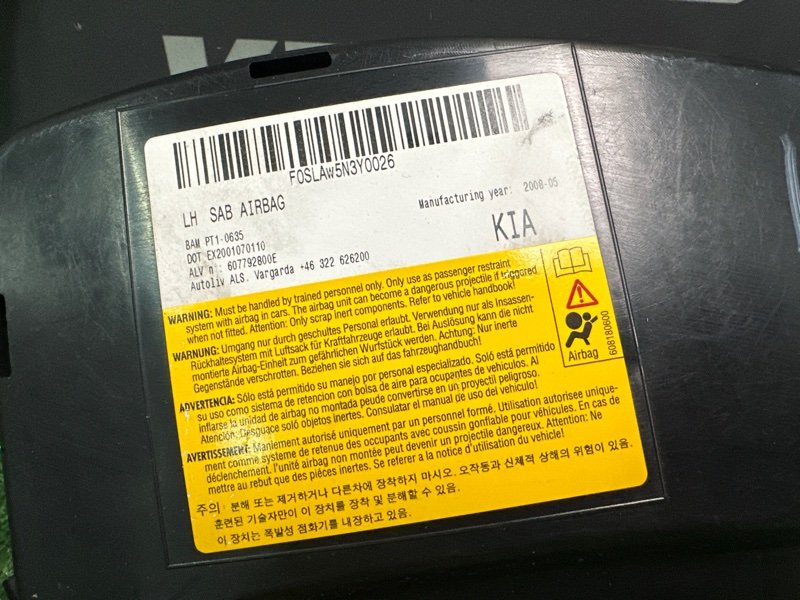 F0SLAw5N3Y0026
LH SAB AIRBAG
Manufacturing year: 2008-05
BAM PT1-0635
DOT EX2001070110
ALV n : 607792800E
Autoliv ALS. Vargarda +46 322 626200
KIA
WARNING: Must be handled by trained personnel only. Only use as passenger restraint
system with airbag in cars. The airbag unit can become a dangerous projectile if triggered
when not fitted. Attention: Only scrap inert components. Refer to vehicle handbook!
WARNUNG: Umgang nur durch geschultes Personal erlaubt. Verwendung nur als Insassen-
Rückhaltesystem mit Luftsack für Kraftfahrzeuge erlaubt. Bei Auslösung kann die nicht
montierte Airbag-Einheit zum gefährlichen Wurfstück werden. Achtung: Nur inerte
Gegenstände verschrotten. Beziehen sie sich auf das fahrzeughandbuch!
ADVERTENCIA: Sólo está permitido su manejo por personal especializado. Soló está permitido
su uso como sistema de retencion con bolsa de aire para ocupantes de vehículos. Al
inflarse la unidad de airbag no montada puede convertirse en un proyectil peligroso.
Atención: Desguace soló objetos inertes. Consulatar el manual de uso del vehículo!
AVERTISSEMENT: Maniement autorisé uniquement par un personnel formé. Utilisation autorisee unique-
ment comme systeme de retenue des occupants avec coussin gonflable pour véhicules. En cas de
déclenchement. l'unité airbag non montée peut devenir un projectile dangereux. Attention: Ne
mettre au rebut que des pièces inertes. Se referer a la notice d'utilisation du vehicule!
주의: 분해 또는 제거하거나 다른차에 장착하지 마시오. 오작동과 신체적 상해의 위험이 있음.
훈련된 기술자만이 이 장치를 장착 및 분해할 수 있음.
이 장치는 폭발성 점화기를 내장하고 있음.
Airbag
608180600